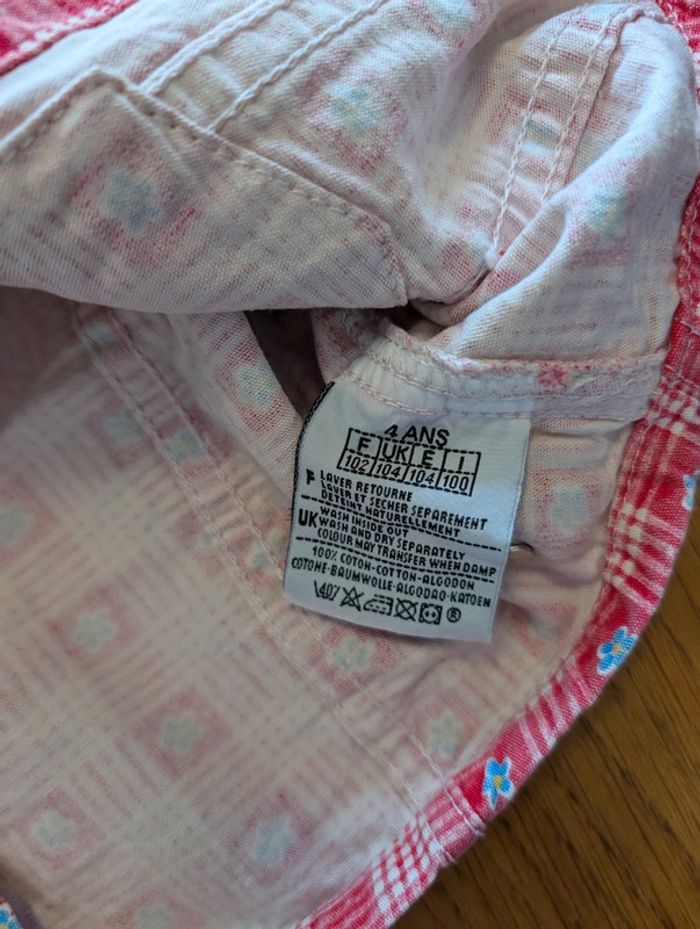 4 ANS
F UK E I
102 104 104 100
F LAVER RETOURNE
LAVER ET SECHER SEPAREMENT
DETEINT NATURELLEMENT
UK WASH INSIDE OUT
WASH AND DRY SEPARATELY
COLOUR MAY TRANSFER WHEN DAMP
100% COTON-COTTON-ALGODON
COTONE-BAUMWOLLE-ALGODAO-KATOEN
40° ®